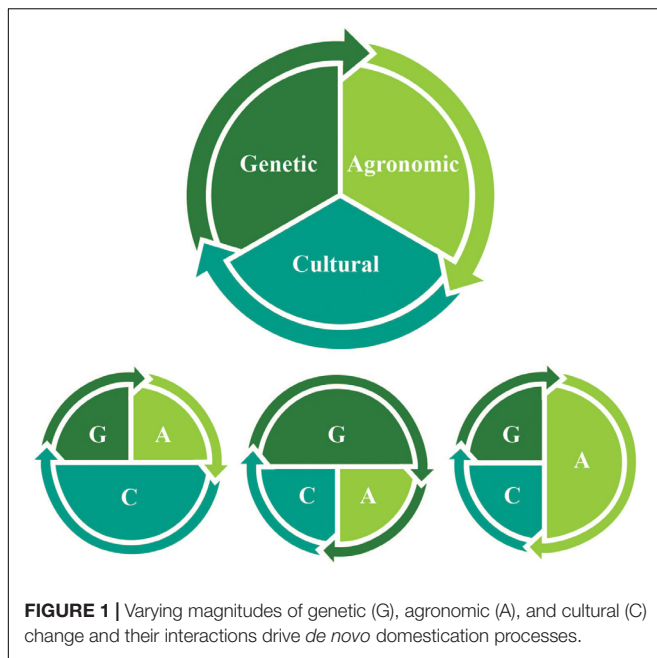 Genetic
Agronomic
Cultural
G
A
C
G
C
A
G
C
A
FIGURE 1 | Varying magnitudes of genetic (G), agronomic (A), and cultural (C)
change and their interactions drive de novo domestication processes.